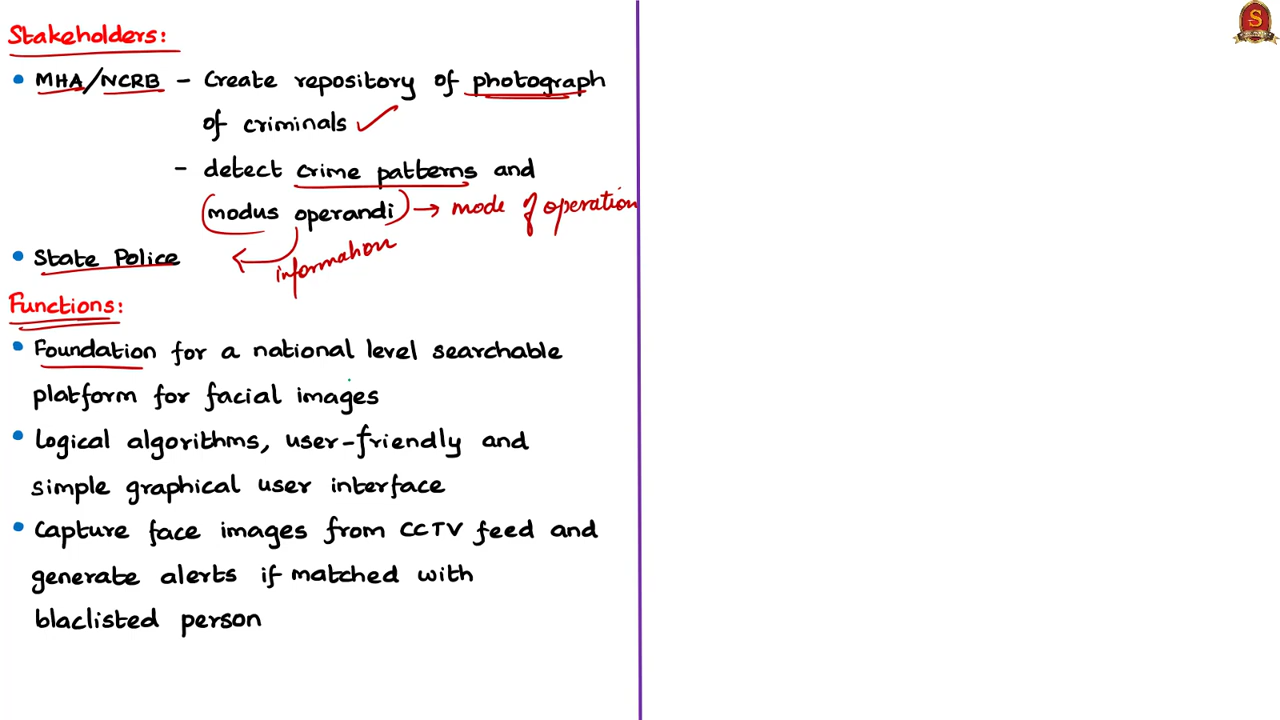 Stakeholders:
• MHA/NCRB - Create repository of photograph
of criminals
- detect crime patterns and
(modus operandi) → mode of operation
information
• State Police
Functions:
• Foundation for a national level searchable
platform for facial images
• Logical algorithms, user-friendly and
simple graphical user interface
• Capture face images from CCTV feed and
generate alerts if matched with
blaclisted person
S